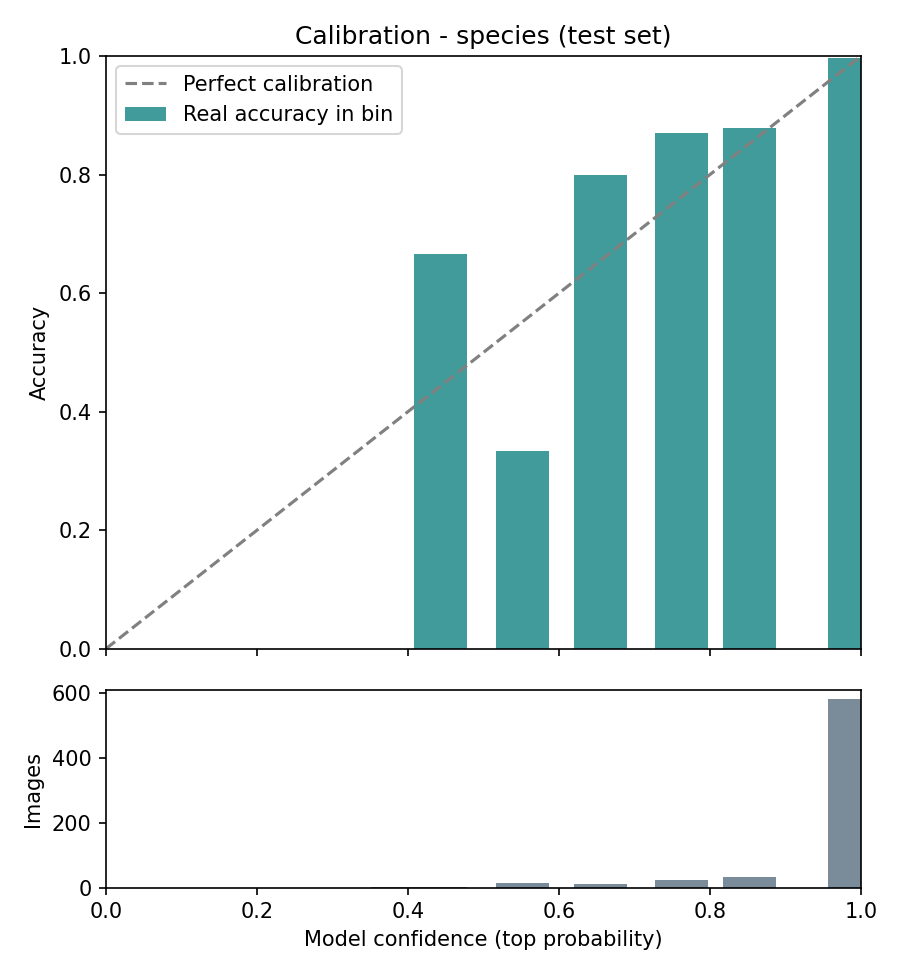 Calibration - species (test set)
Perfect calibration
Real accuracy in bin
1.0
0.8
0.6
0.4
0.2
0.0
Accuracy
600
400
200
0
Images
0.0 0.2 0.4 0.6 0.8 1.0
Model confidence (top probability)